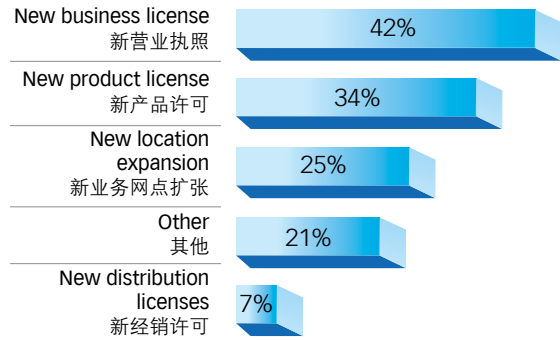 New business license
新营业执照
42%
New product license
新产品许可
34%
New location
expansion
新业务网点扩张
25%
Other
其他
21%
New distribution
licenses
新经销许可
7%